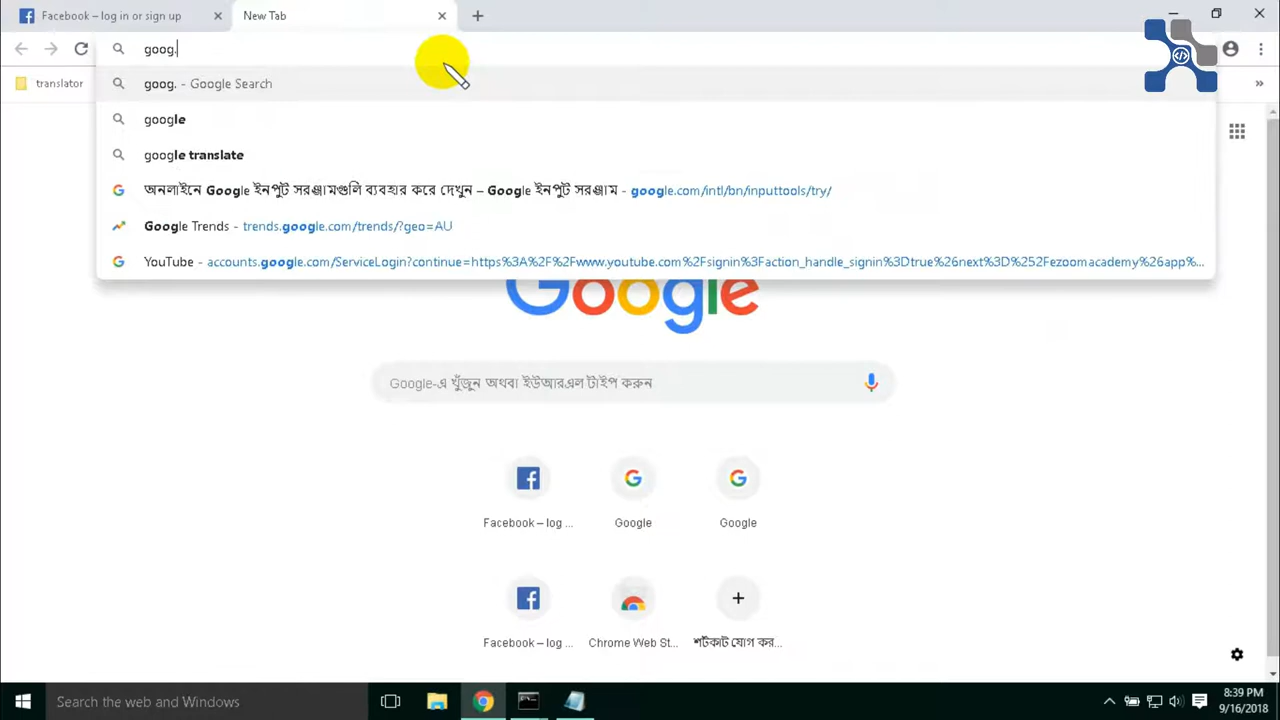 Facebook – log in or sign up
New Tab
goog.
translator
goog. - Google Search
google
google translate
অনলাইনে Google ইনপুট সরঞ্জামগুলি ব্যবহার করে দেখুন – Google ইনপুট সরঞ্জাম - google.com/intl/bn/inputtools/try/
Google Trends - trends.google.com/trends/?geo=AU
YouTube - accounts.google.com/ServiceLogin?continue=https%3A%2F%2Fwww.youtube.com%2Fsignin%3Faction_handle_signin%3Dtrue%26next%3D%252Fezoomacademy%26app%...
Google
Google-এ খুঁজুন অথবা ইউআরএল টাইপ করুন
Facebook – log ...
Google
Google
Facebook – log ...
Chrome Web St...
শর্টকাট যোগ কর...
Search the web and Windows
8:39 PM
9/16/2018